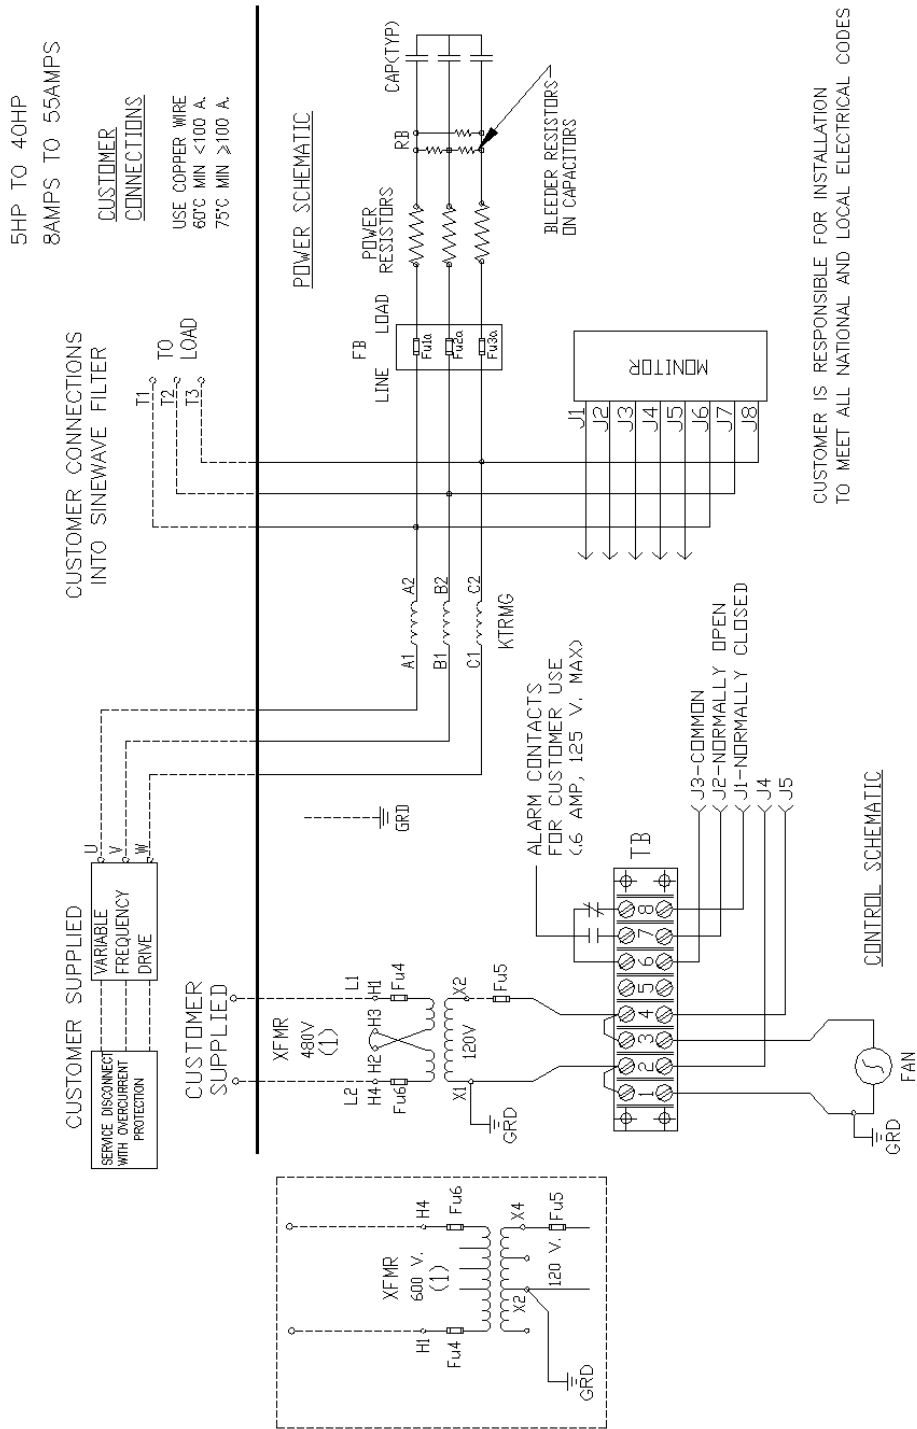 5HP TO 40HP
8AMPS TO 55AMPS
CUSTOMER
CONNECTIONS
USE COPPER WIRE
60°C MIN <100 A.
75°C MIN ≥100 A.
CUSTOMER CONNECTIONS
INTO SINEWAVE FILTER
T1
T2
T3
TO
LOAD
CUSTOMER SUPPLIED
SERVICE DISCONNECT
WITH OVERCURRENT
PROTECTION
VARIABLE
FREQUENCY
DRIVE
U
V
W
CUSTOMER
SUPPLIED
POWER SCHEMATIC
GRD
A1
A2
B1
B2
C1
C2
KTRMG
LINE
FB
LOAD
Fu1a
Fu2a
Fu3a
POWER
RESISTORS
RB
CAP(TYP)
BLEEDER RESISTORS
ON CAPACITORS
MONITOR
J1
J2
J3
J4
J5
J6
J7
J8
XFMR
480V
(1)
L2
L1
H4
H2
H3
H1
Fu6
Fu4
X1
120V
X2
Fu5
GRD
ALARM CONTACTS
FOR CUSTOMER USE
(.6 AMP, 125 V. MAX)
TB
1
2
3
4
5
6
7
8
J3-COMMON
J2-NORMALLY OPEN
J1-NORMALLY CLOSED
J4
J5
GRD
FAN
CONTROL SCHEMATIC
CUSTOMER IS RESPONSIBLE FOR INSTALLATION
TO MEET ALL NATIONAL AND LOCAL ELECTRICAL CODES
H1
H4
Fu4
Fu6
XFMR
600 V.
(1)
X2
X4
120 V.
Fu5
GRD